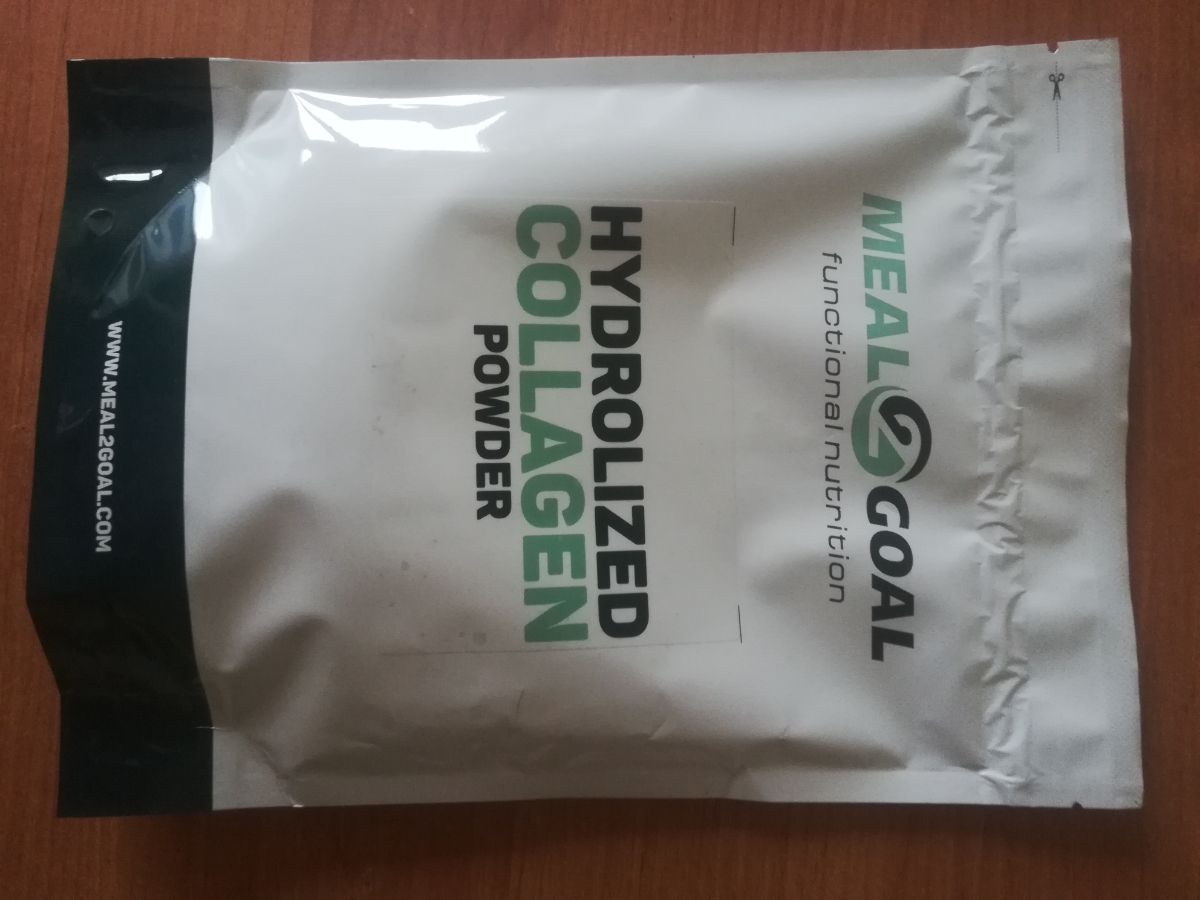 MEAL2GOAL
functional nutrition
HYDROLIZED
COLLAGEN
POWDER
WWW.MEAL2GOAL.COM